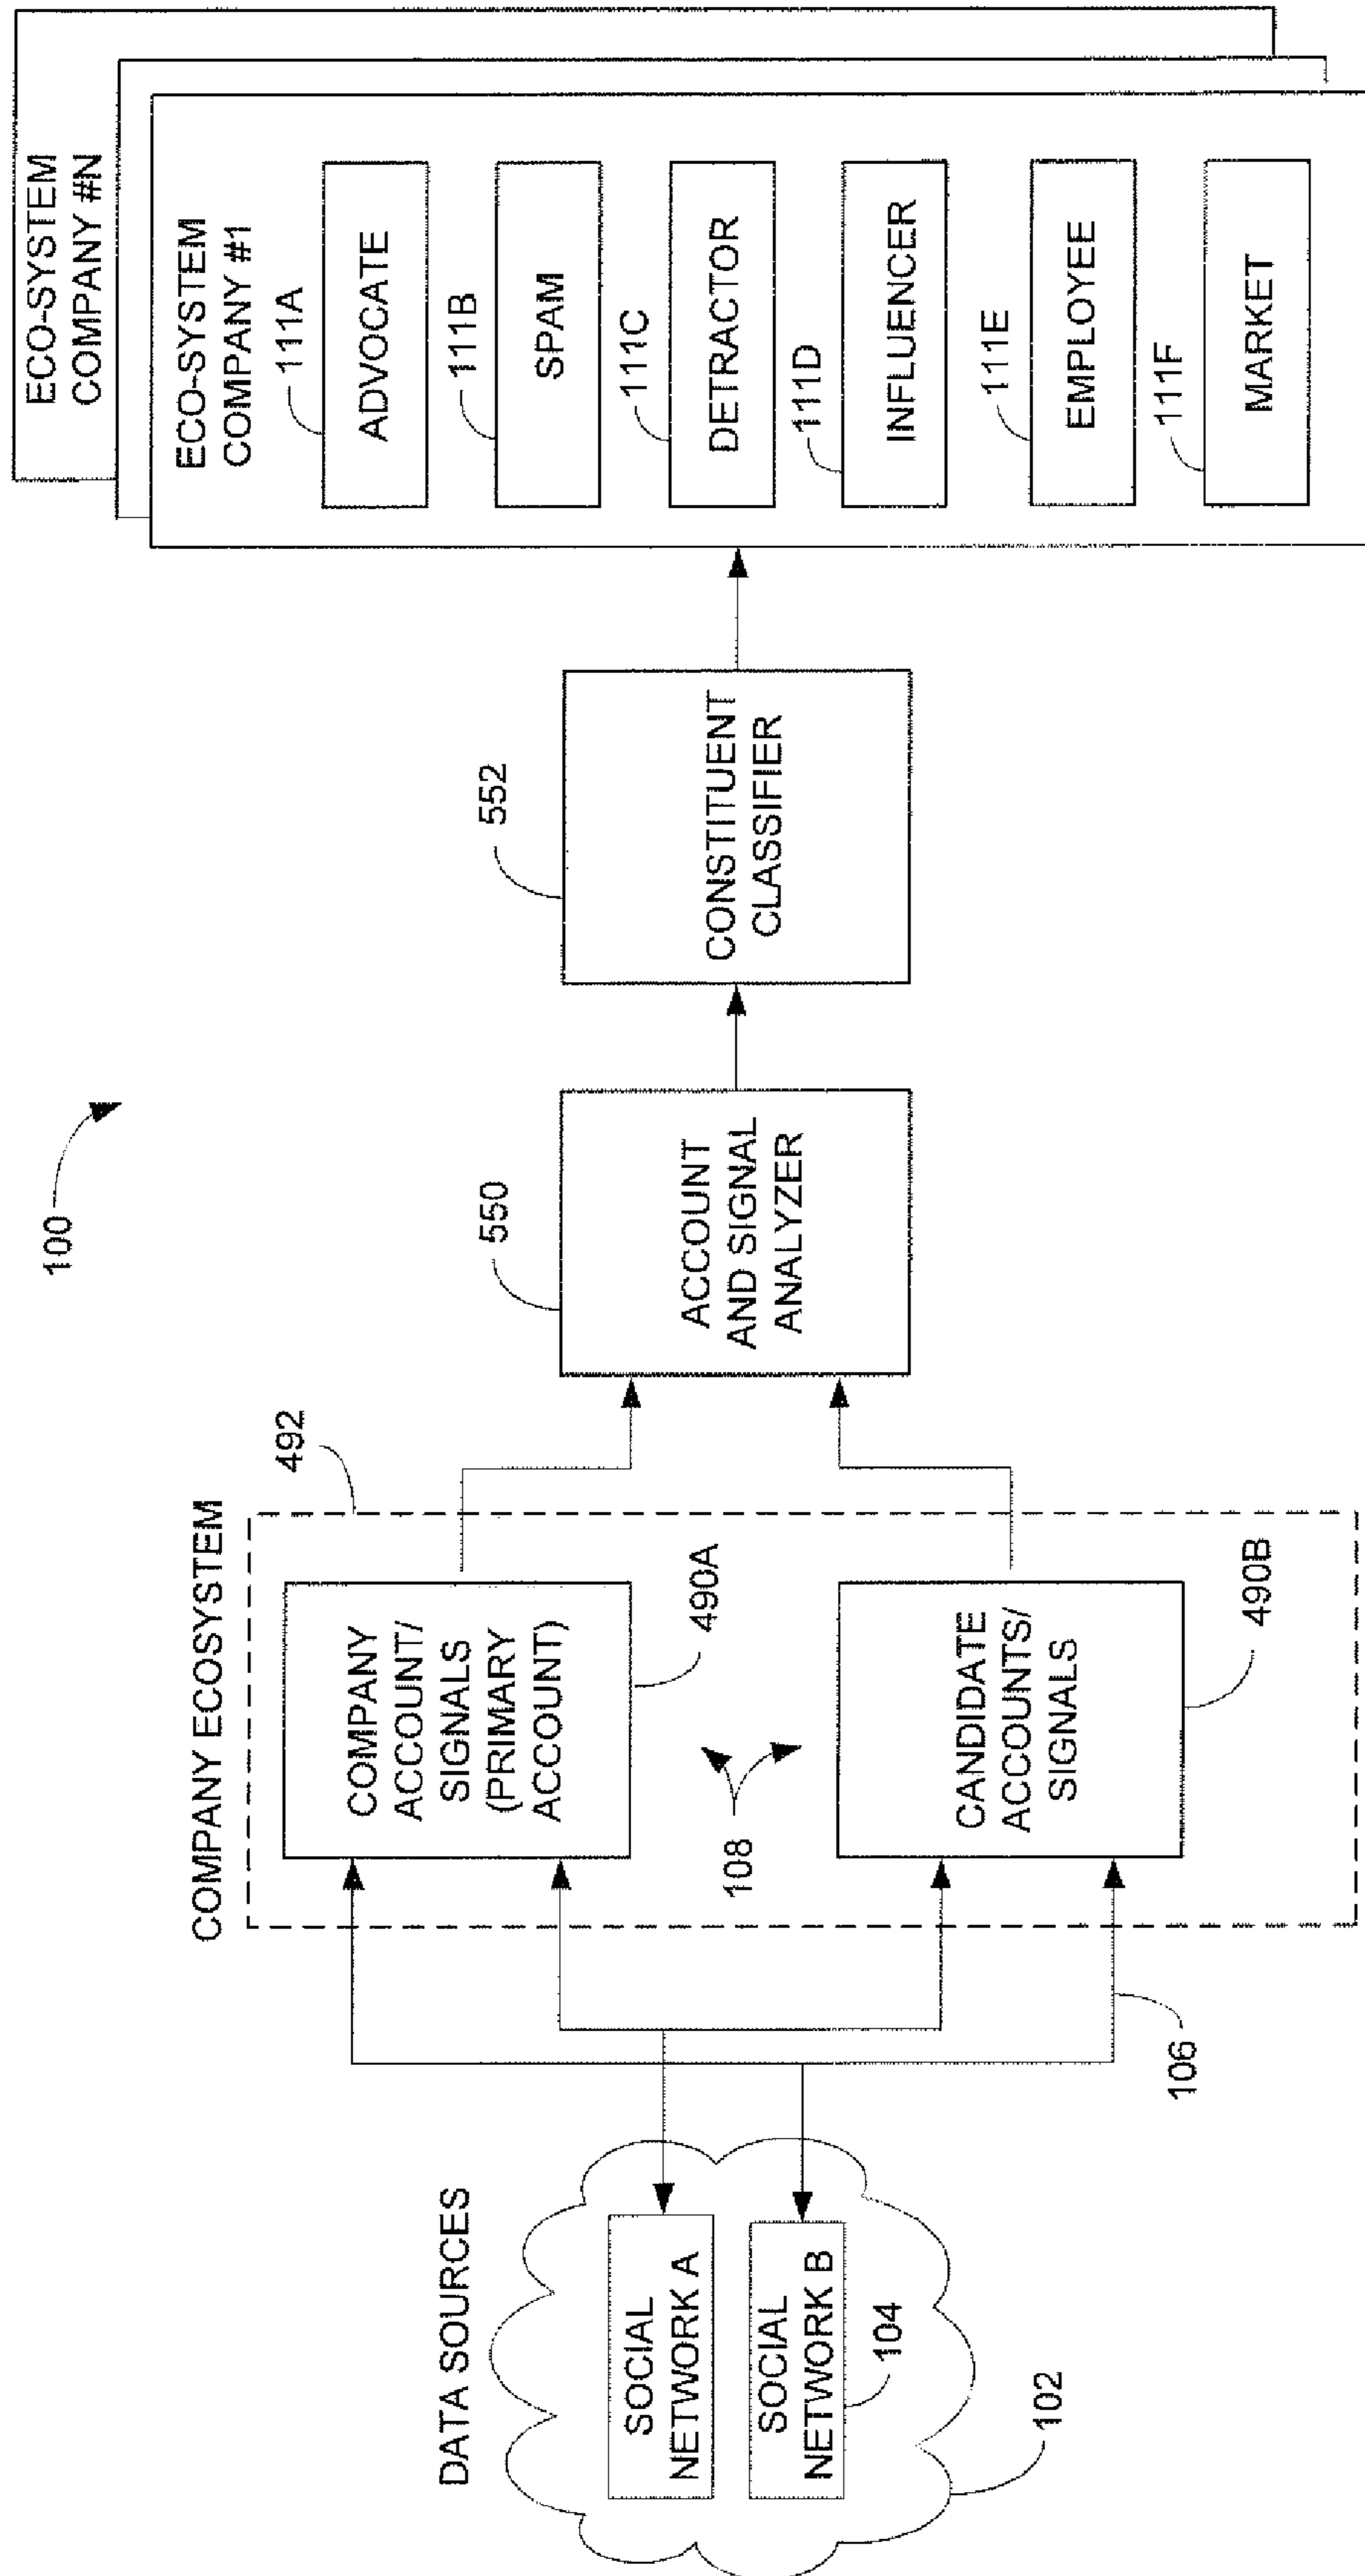 100
DATA SOURCES
SOCIAL
NETWORK A
SOCIAL
NETWORK B
104
102
106
COMPANY ECOSYSTEM
492
COMPANY
ACCOUNT/
SIGNALS
(PRIMARY
ACCOUNT)
490A
108
CANDIDATE
ACCOUNTS/
SIGNALS
490B
550
ACCOUNT
AND SIGNAL
ANALYZER
552
CONSTITUENT
CLASSIFIER
ECO-SYSTEM
COMPANY #N
ECO-SYSTEM
COMPANY #1
111A
ADVOCATE
111B
SPAM
111C
DETRACTOR
111D
INFLUENCER
111E
EMPLOYEE
111F
MARKET